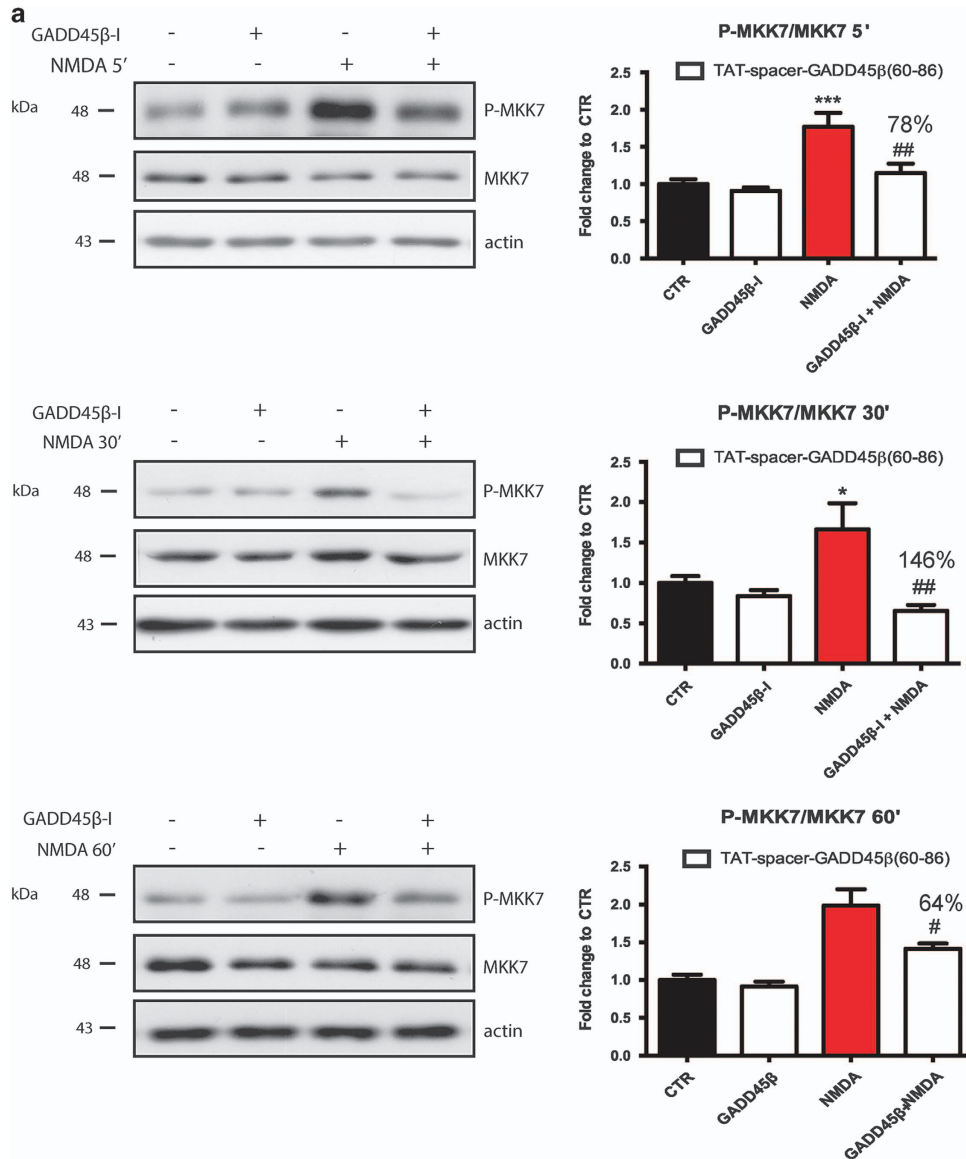 a
GADD45β-I - + - +
NMDA 5′ - - + +
kDa 48 P-MKK7
48 MKK7
43 actin
P-MKK7/MKK7 5'
TAT-spacer-GADD45β(60-86)
Fold change to CTR
2.5
2.0
1.5
1.0
0.5
0.0
***
78%
##
CTR
GADD45β-I
NMDA
GADD45β-I + NMDA
GADD45β-I - + - +
NMDA 30′ - - + +
kDa 48 P-MKK7
48 MKK7
43 actin
P-MKK7/MKK7 30'
TAT-spacer-GADD45β(60-86)
Fold change to CTR
2.5
2.0
1.5
1.0
0.5
0.0
*
146%
##
CTR
GADD45β-I
NMDA
GADD45β-I + NMDA
GADD45β-I - + - +
NMDA 60′ - - + +
kDa 48 P-MKK7
48 MKK7
43 actin
P-MKK7/MKK7 60'
TAT-spacer-GADD45β(60-86)
Fold change to CTR
2.5
2.0
1.5
1.0
0.5
0.0
64%
#
CTR
GADD45β
NMDA
GADD45β+NMDA